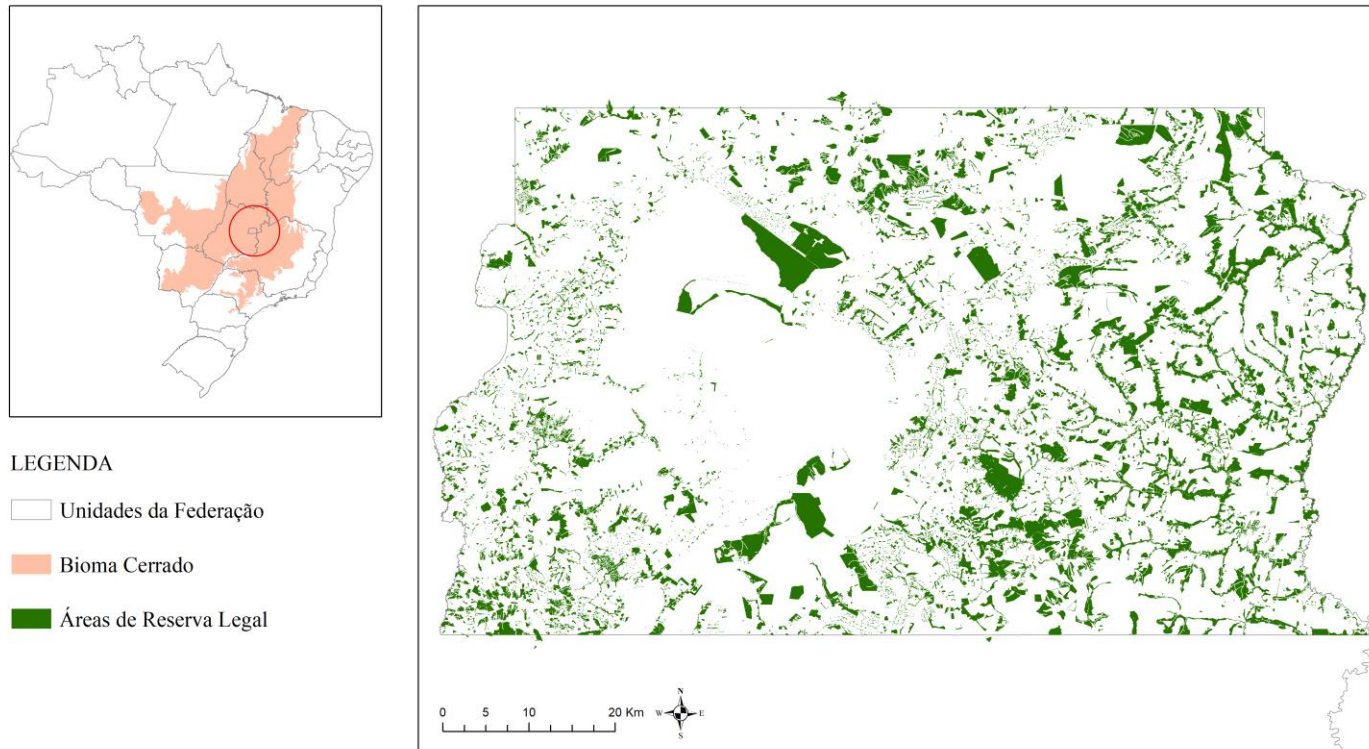 LEGENDA
Unidades da Federação
Bioma Cerrado
Áreas de Reserva Legal
0 5 10 20 Km
N
W E
S